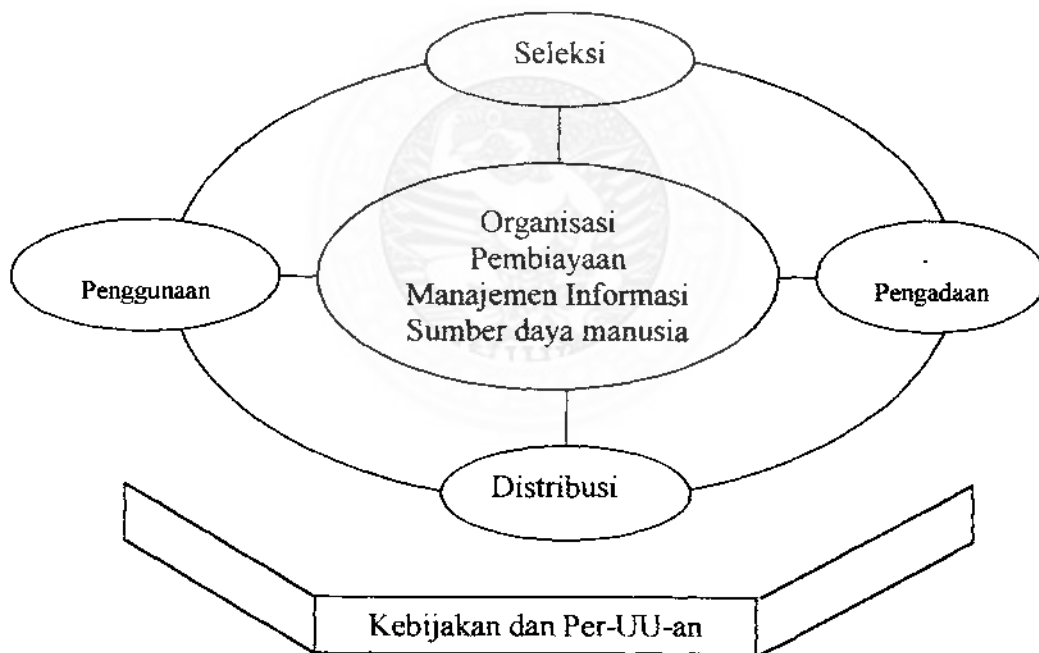 Seleksi
Organisasi
Pembiayaan
Manajemen Informasi
Sumber daya manusia
Penggunaan
Pengadaan
Distribusi
Kebijakan dan Per-UU-an